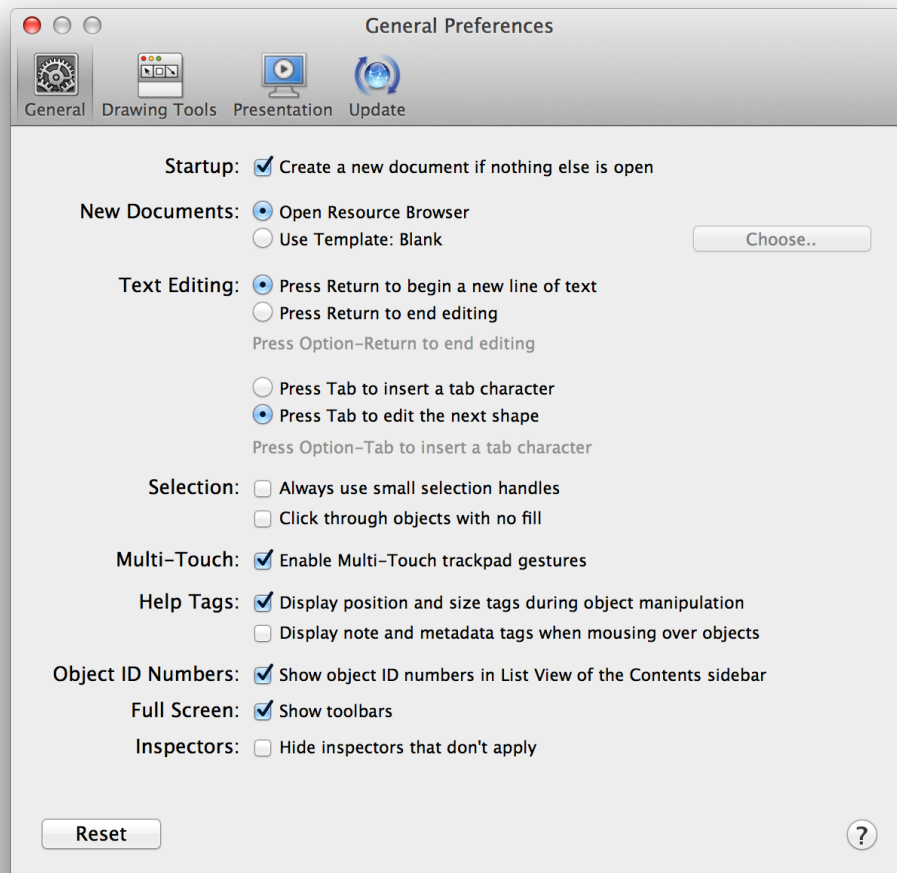 General Preferences
General Drawing Tools Presentation Update
Startup: Create a new document if nothing else is open
New Documents: Open Resource Browser
Use Template: Blank Choose..
Text Editing: Press Return to begin a new line of text
Press Return to end editing
Press Option-Return to end editing
Press Tab to insert a tab character
Press Tab to edit the next shape
Press Option-Tab to insert a tab character
Selection: Always use small selection handles
Click through objects with no fill
Multi-Touch: Enable Multi-Touch trackpad gestures
Help Tags: Display position and size tags during object manipulation
Display note and metadata tags when mousing over objects
Object ID Numbers: Show object ID numbers in List View of the Contents sidebar
Full Screen: Show toolbars
Inspectors: Hide inspectors that don't apply
Reset ?